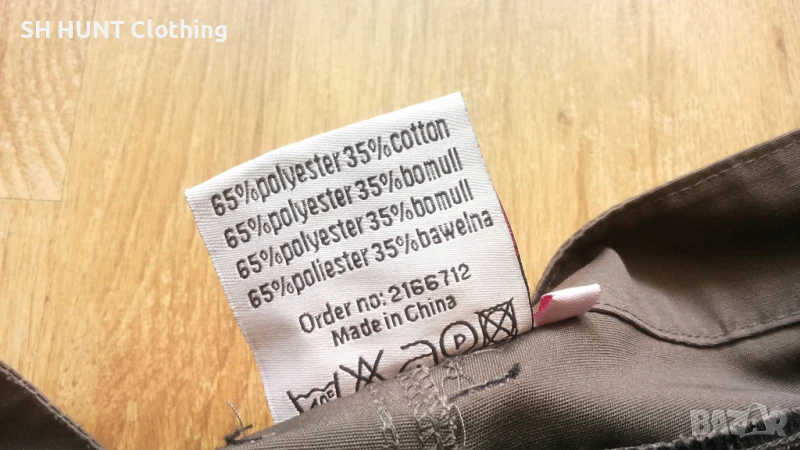 SH HUNT Clothing
65%polyester 35%cotton
65%polyester 35%bomull
65%polyester 35%bomull
65%poliester 35%bawelna
Order no: 2166712
Made in China
40°
P
BAZAR